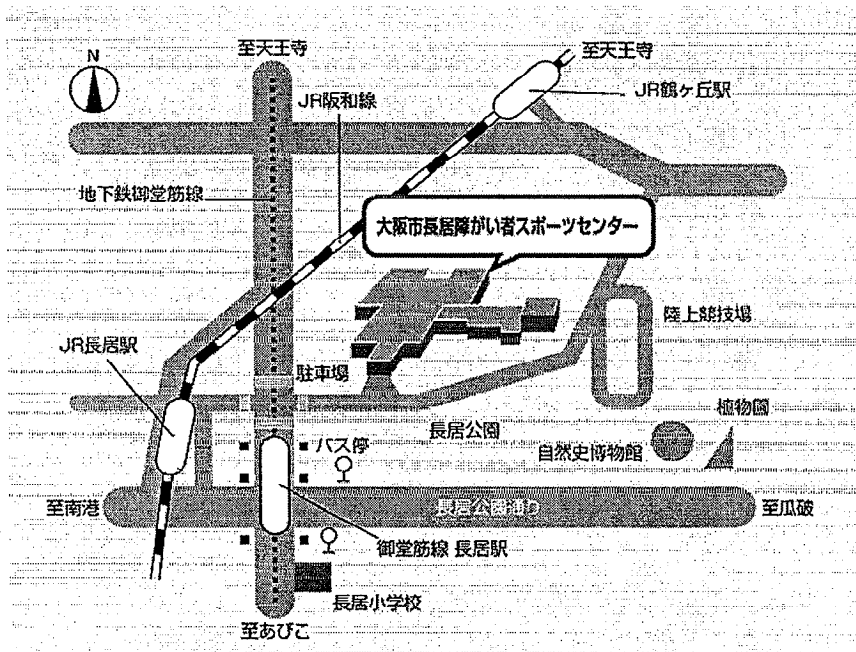 至天王寺
至天王寺
N
JR阪和線
JR鶴ヶ丘駅
地下鉄御堂筋線
大阪市長居障がい者スポーツセンター
陸上競技場
JR長居駅
駐車場
植物園
長居公園
自然史博物館
バス停
至南港
長居公園通り
至瓜破
御堂筋線 長居駅
長居小学校
至あびこ